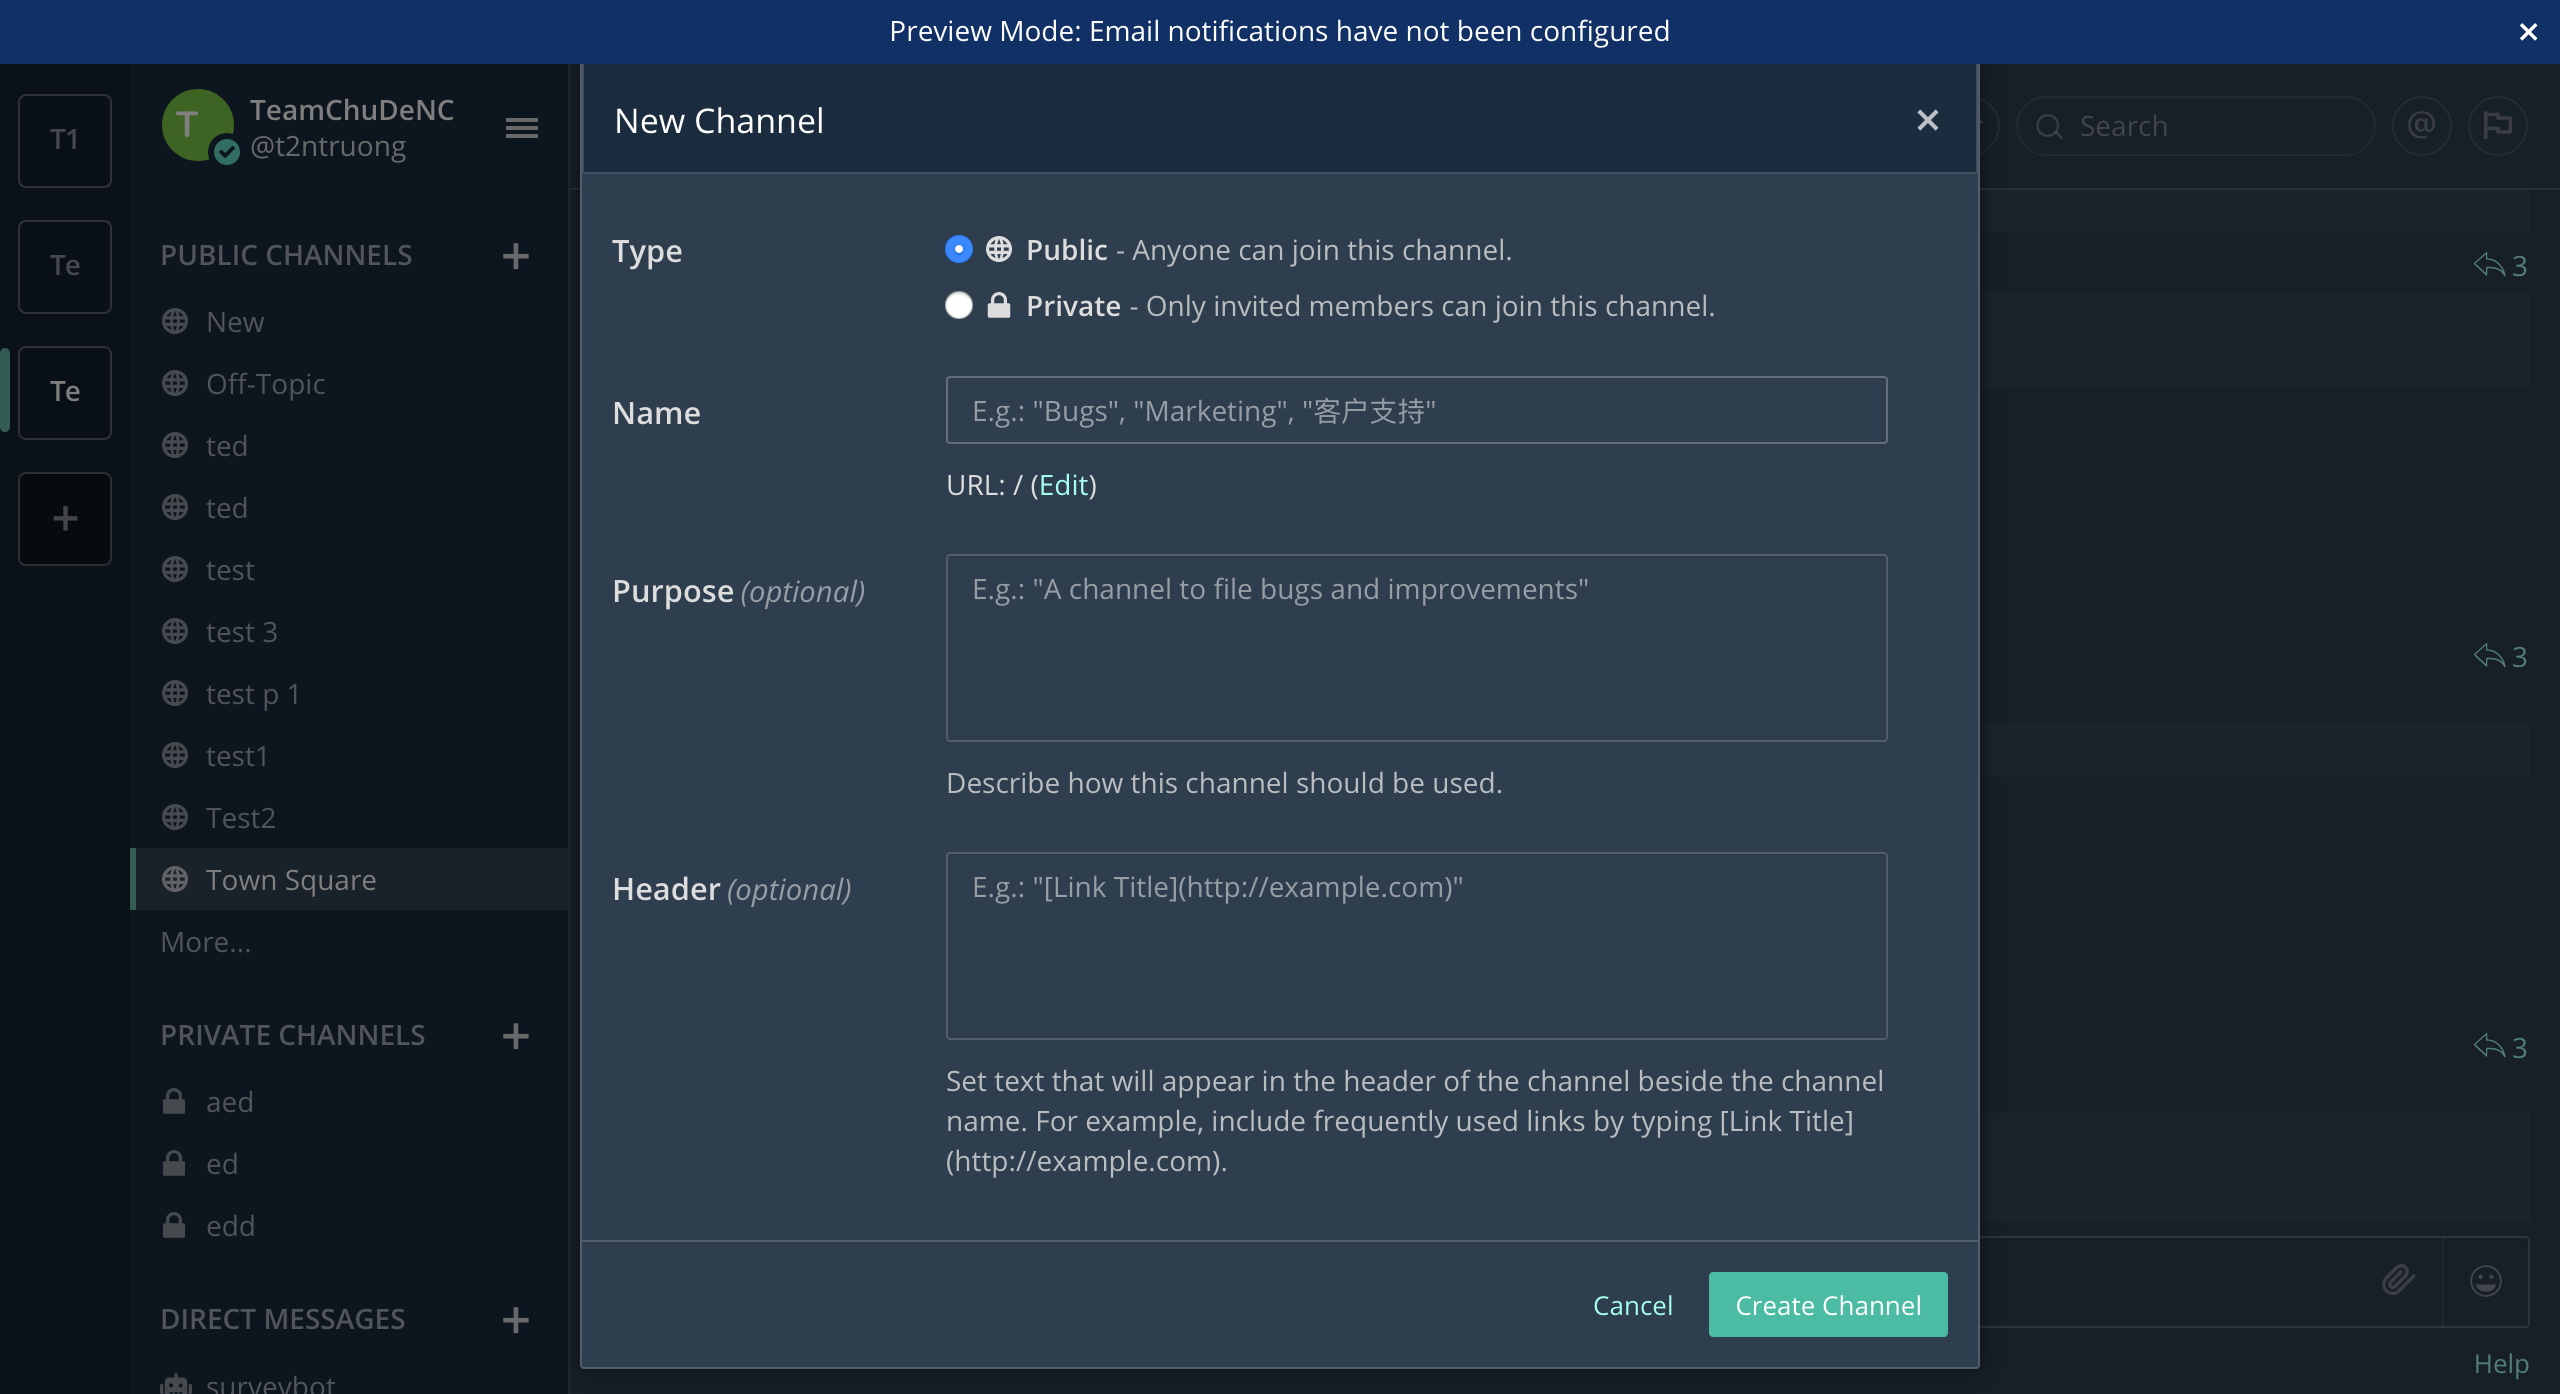 Preview Mode: Email notifications have not been configured
T1
Te
Te
T
TeamChuDeNC
@t2ntruong
PUBLIC CHANNELS
New
Off-Topic
ted
ted
test
test 3
test p 1
test1
Test2
Town Square
More...
PRIVATE CHANNELS
aed
ed
edd
DIRECT MESSAGES
surveybot
New Channel
Type
Public - Anyone can join this channel.
Private - Only invited members can join this channel.
Name
E.g.: "Bugs", "Marketing", "客户支持"
URL: / (Edit)
Purpose (optional)
E.g.: "A channel to file bugs and improvements"
Describe how this channel should be used.
Header (optional)
E.g.: "[Link Title](http://example.com)"
Set text that will appear in the header of the channel beside the channel
name. For example, include frequently used links by typing [Link Title]
(http://example.com).
Cancel
Create Channel
Search
@
3
3
3
Help